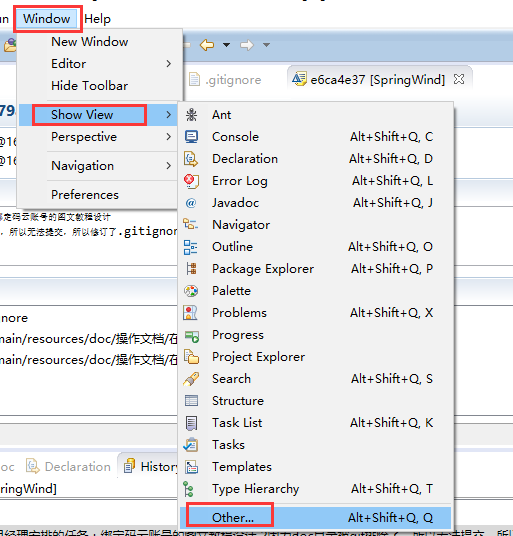 Window Help
New Window
Editor
Hide Toolbar
Show View
Perspective
Navigation
Preferences
.gitignore
e6ca4e37 [SpringWind]
79
@16
@16
Ant
Console Alt+Shift+Q, C
Declaration Alt+Shift+Q, D
Error Log Alt+Shift+Q, L
Javadoc Alt+Shift+Q, J
Navigator
Outline Alt+Shift+Q, O
Package Explorer Alt+Shift+Q, P
Palette
Problems Alt+Shift+Q, X
Progress
Project Explorer
Search Alt+Shift+Q, S
Structure
Task List Alt+Shift+Q, K
Tasks
Templates
Type Hierarchy Alt+Shift+Q, T
Other... Alt+Shift+Q, Q
定码云账号的图文教程设计
，所以无法提交，所以修订了.gitignor
nore
main/resources/doc/操作文档/在
main/resources/doc/操作文档/在
oc Declaration History
pringWind]